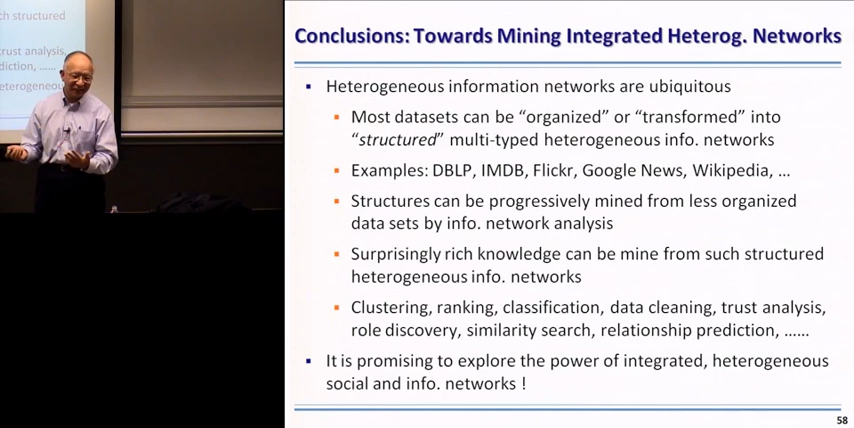 ch structured
trust analysis,
diction, ......
eterogeneou
Conclusions: Towards Mining Integrated Heterog. Networks
▪ Heterogeneous information networks are ubiquitous
▪ Most datasets can be “organized” or “transformed” into
“structured” multi-typed heterogeneous info. networks
▪ Examples: DBLP, IMDB, Flickr, Google News, Wikipedia, …
▪ Structures can be progressively mined from less organized
data sets by info. network analysis
▪ Surprisingly rich knowledge can be mine from such structured
heterogeneous info. networks
▪ Clustering, ranking, classification, data cleaning, trust analysis,
role discovery, similarity search, relationship prediction, ……
▪ It is promising to explore the power of integrated, heterogeneous
social and info. networks !
58